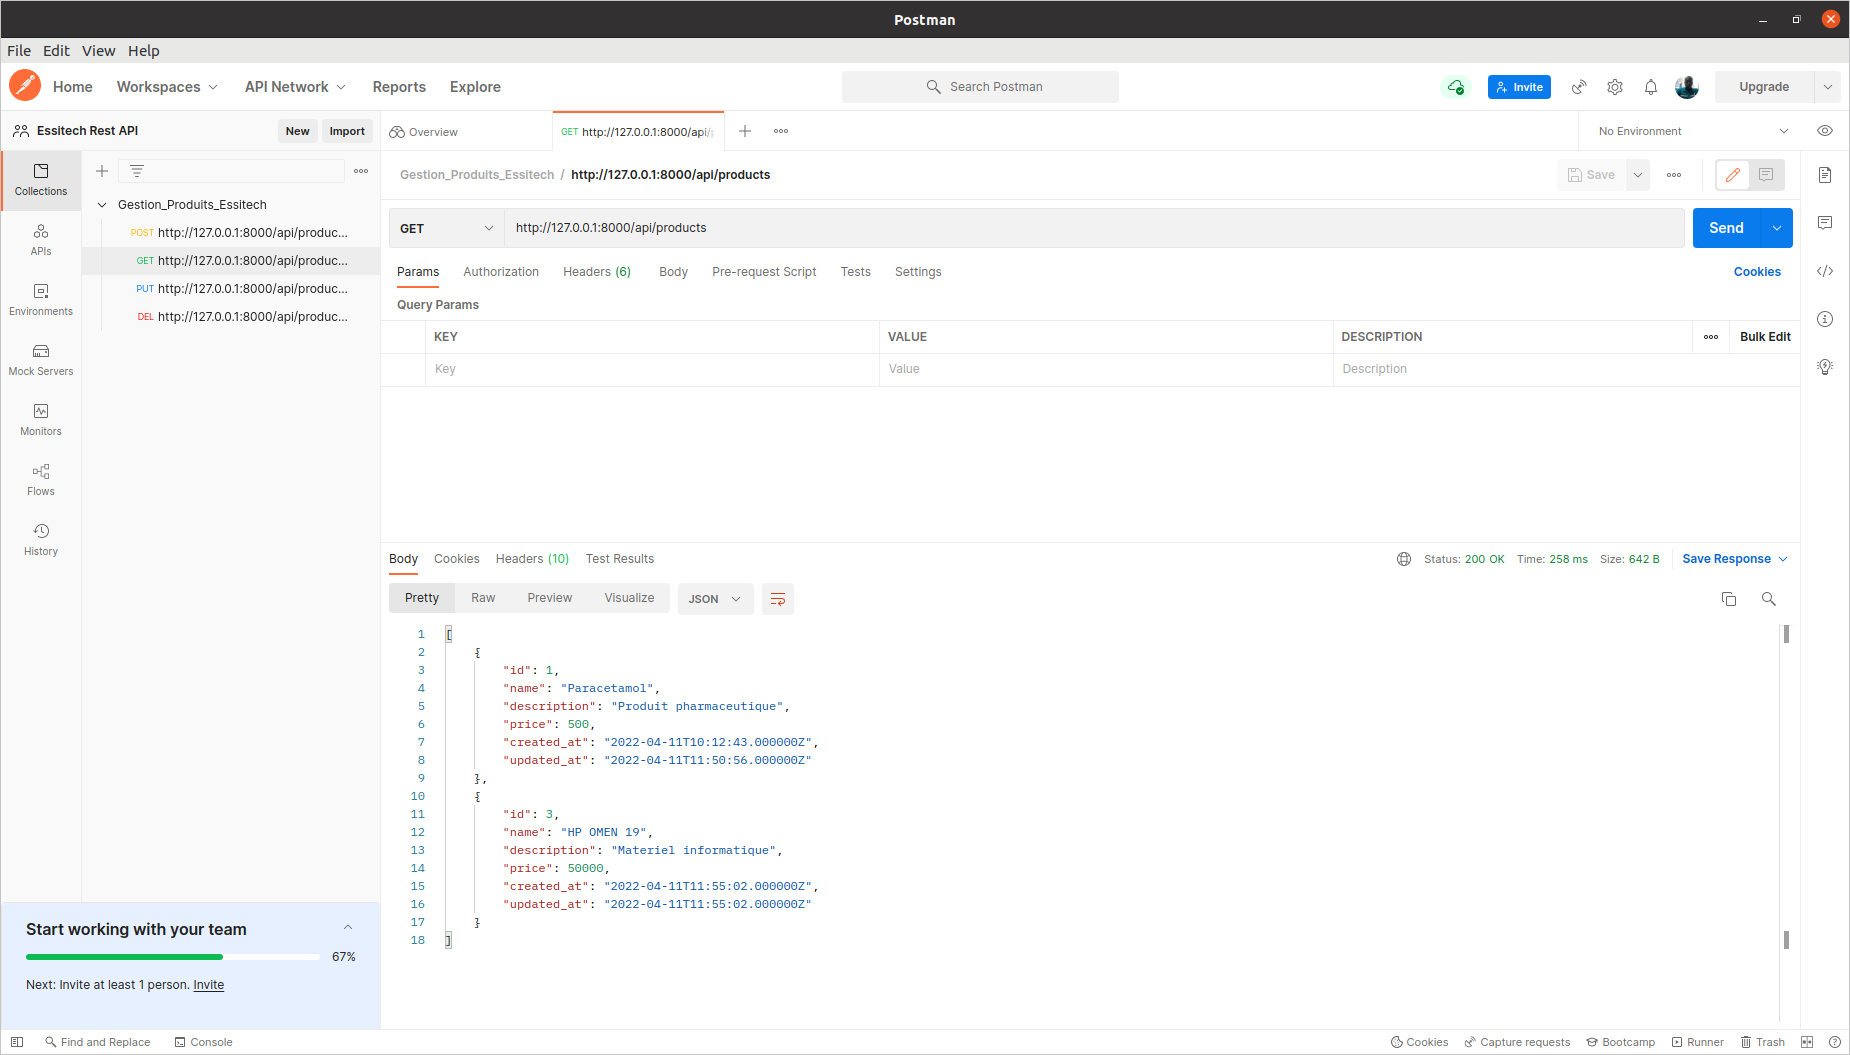 Postman
File Edit View Help
Home Workspaces API Network Reports Explore Search Postman Invite Upgrade
Essitech Rest API New Import Overview GET http://127.0.0.1:8000/api/ No Environment
Collections
APIs
Environments
Mock Servers
Monitors
Flows
History
Gestion_Produits_Essitech
POST http://127.0.0.1:8000/api/produc...
GET http://127.0.0.1:8000/api/produc...
PUT http://127.0.0.1:8000/api/produc...
DEL http://127.0.0.1:8000/api/produc...
Start working with your team
67%
Next: Invite at least 1 person. Invite
Gestion_Produits_Essitech / http://127.0.0.1:8000/api/products Save
GET http://127.0.0.1:8000/api/products Send
Params Authorization Headers (6) Body Pre-request Script Tests Settings Cookies
Query Params
KEY VALUE DESCRIPTION Bulk Edit
Key Value Description
Body Cookies Headers (10) Test Results Status: 200 OK Time: 258 ms Size: 642 B Save Response
Pretty Raw Preview Visualize JSON
1 [
2 {
3 "id": 1,
4 "name": "Paracetamol",
5 "description": "Produit pharmaceutique",
6 "price": 500,
7 "created_at": "2022-04-11T10:12:43.000000Z",
8 "updated_at": "2022-04-11T11:50:56.000000Z"
9 },
10 {
11 "id": 3,
12 "name": "HP OMEN 19",
13 "description": "Materiel informatique",
14 "price": 50000,
15 "created_at": "2022-04-11T11:55:02.000000Z",
16 "updated_at": "2022-04-11T11:55:02.000000Z"
17 }
18 ]
Find and Replace Console Cookies Capture requests Bootcamp Runner Trash